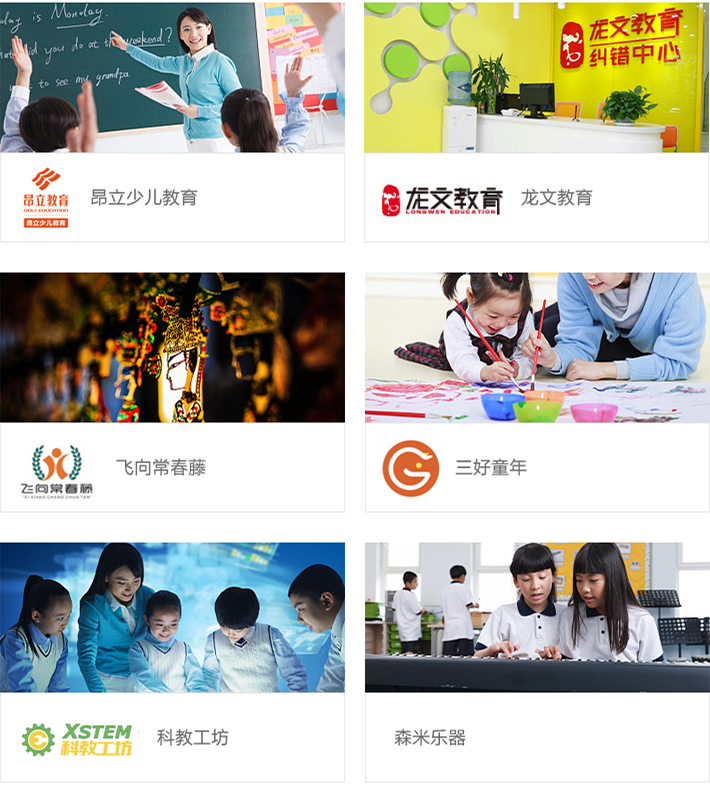 day is Monday.
did you do at the weekend?
to see my grandpa.
龙文教育
纠错中心
昂立教育
ONLY EDUCATION
昂立少儿教育
昂立少儿教育
龙文教育
LONGWEN EDUCATION
龙文教育
飞向常春藤
"EI XIANG CHANG CHUN TEN"
飞向常春藤
三好童年
XSTEM
科教工坊
科教工坊
森米乐器